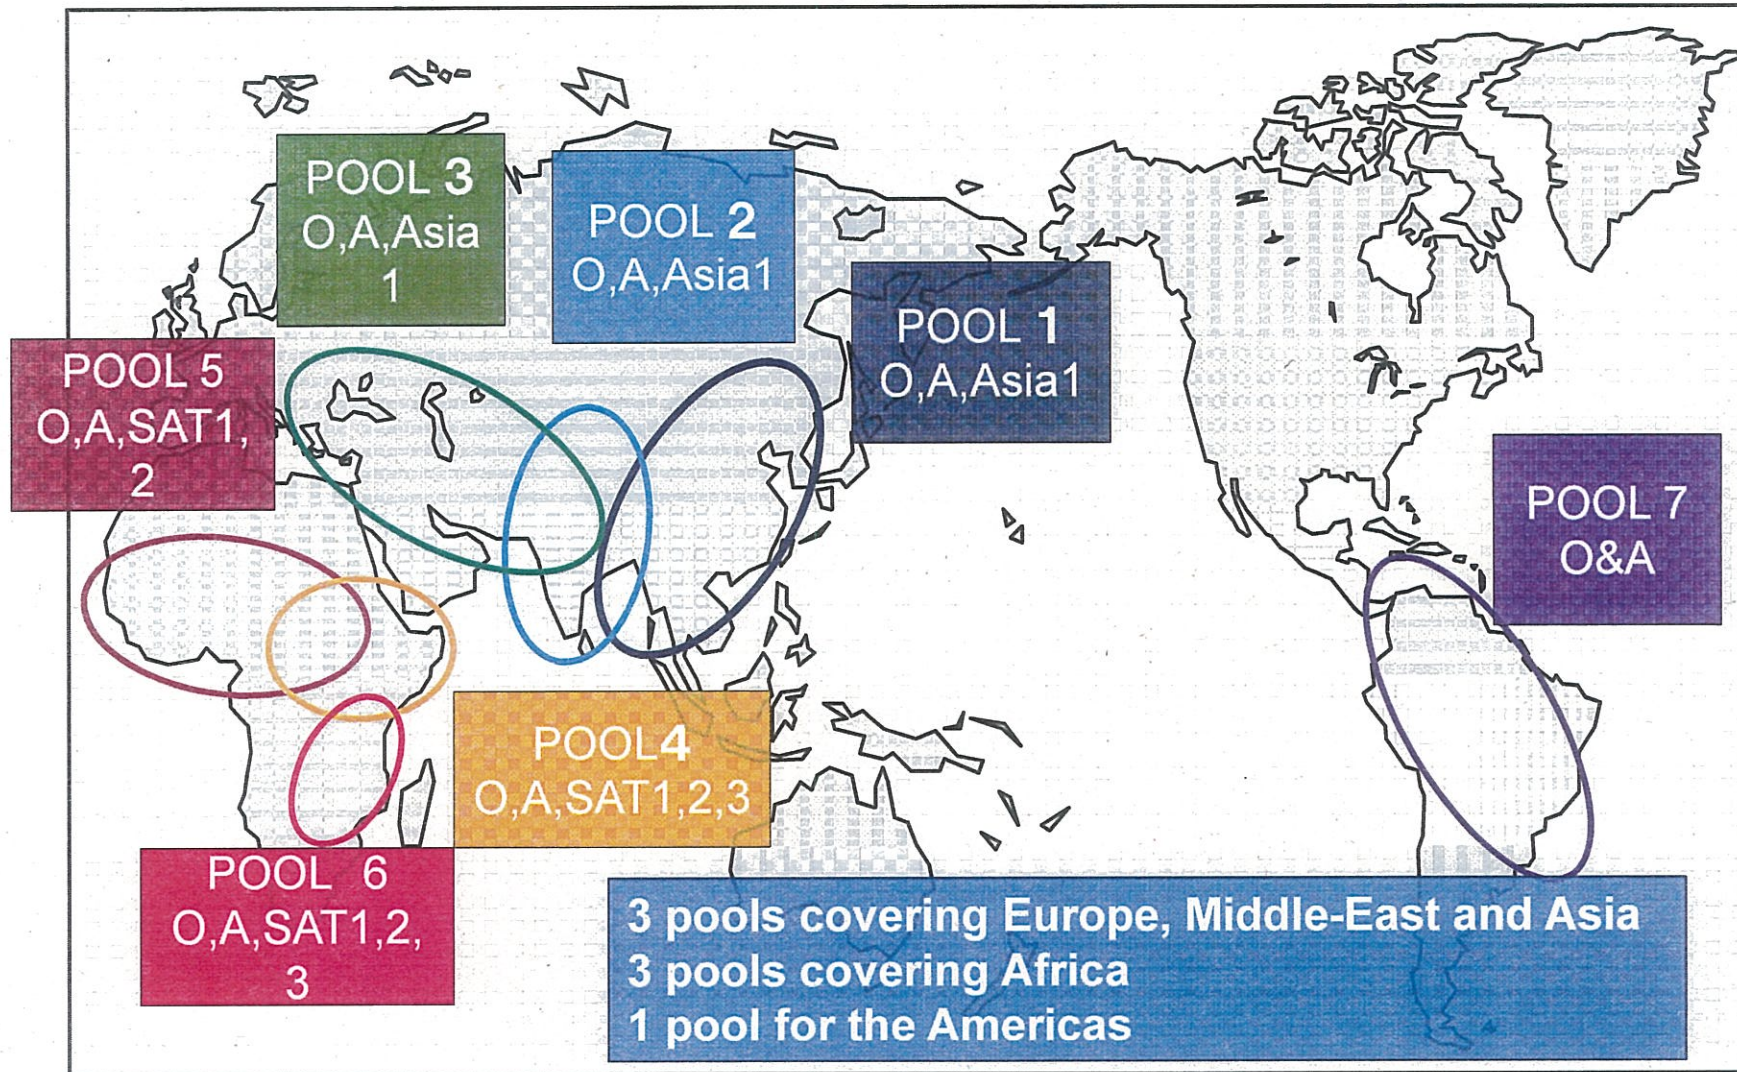 POOL 3
O,A,Asia
1
POOL 2
O,A,Asia1
POOL 1
O,A,Asia1
POOL 5
O,A,SAT1,
2
POOL 7
O&A
POOL4
O,A,SAT1,2,3
POOL 6
O,A,SAT1,2,
3
3 pools covering Europe, Middle-East and Asia
3 pools covering Africa
1 pool for the Americas